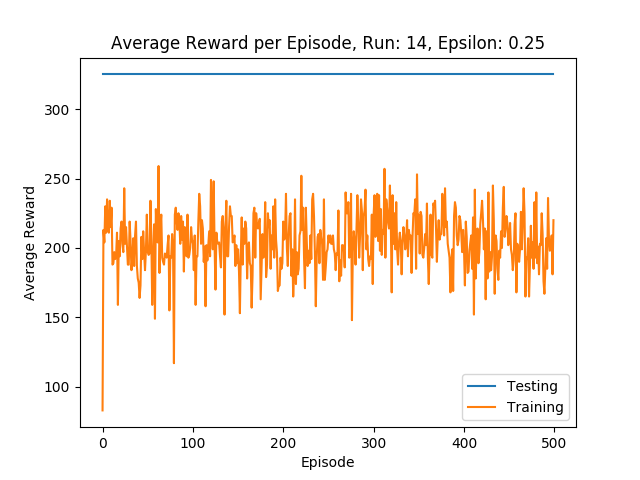 Average Reward per Episode, Run: 14, Epsilon: 0.25
300
250
200
150
100
Average Reward
0
100
200
300
400
500
Episode
Testing
Training